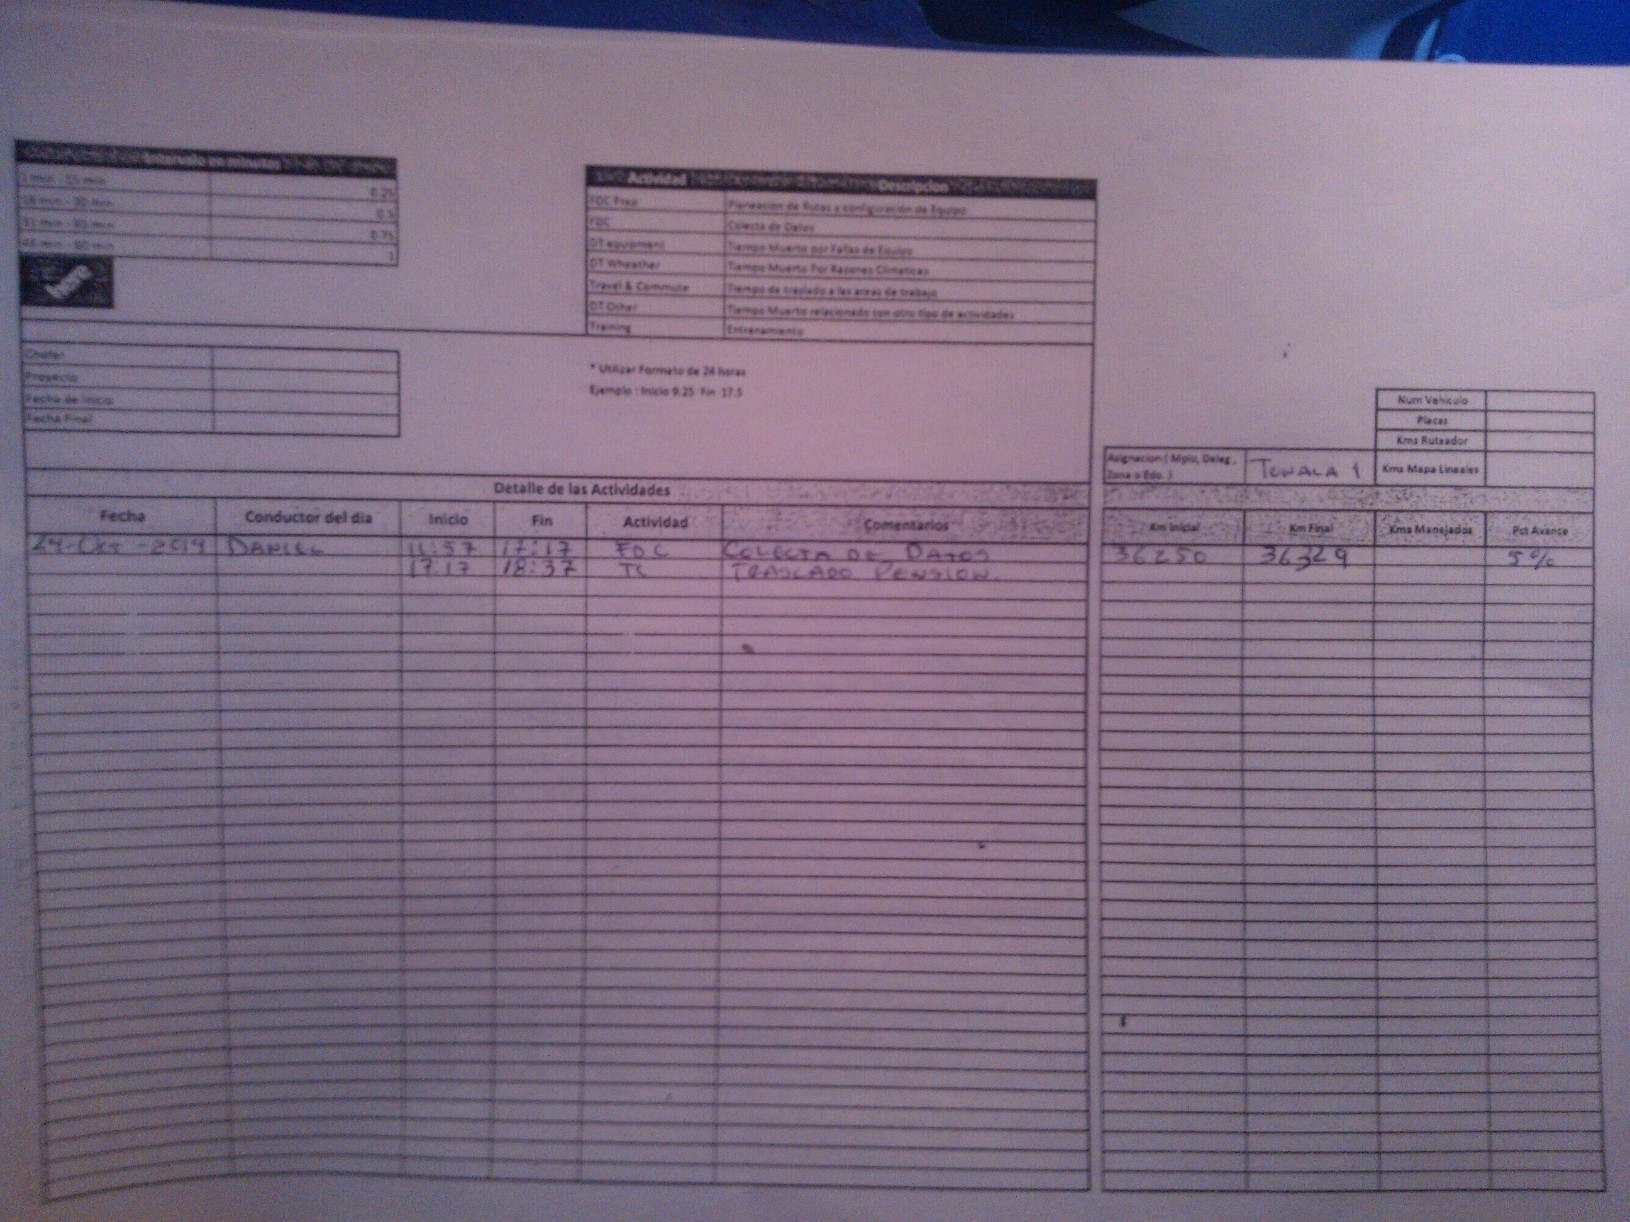 Intervalo en minutos
1 min - 15 min 0.25
16 min - 30 min 0.5
31 min - 45 min 0.75
46 min - 60 min 1
here
Actividad Descripcion
FDC Prep Planeacion de Rutas y configuración de Equipo
FDC Colecta de Datos
DT equipment Tiempo Muerto por Fallas de Equipo
DT Wheather Tiempo Muerto Por Razones Climaticas
Travel & Commute Tiempo de traslado a las areas de trabajo
DT Other Tiempo Muerto relacionado con otro tipo de actividades
Training Entrenamiento
Chofer
Proyecto
Fecha de Inicio
Fecha Final
* Utilizar Formato de 24 horas
Ejemplo : Inicio 9.25 Fin 17.5
Num Vehiculo
Placas
Kms Ruteador
Asignacion ( Mpio, Deleg, Zona o Edo. ) TONALA 1 Kms Mapa Lineales
Detalle de las Actividades
Fecha Conductor del dia Inicio Fin Actividad Comentarios Km Inicial Km Final Kms Manejados Pct Avance
24-Oct-2014 DANIEL 11:57 17:17 FDC COLECTA DE DATOS 36250 36329 5%
17:17 18:37 TC TRASLADO PENSION.